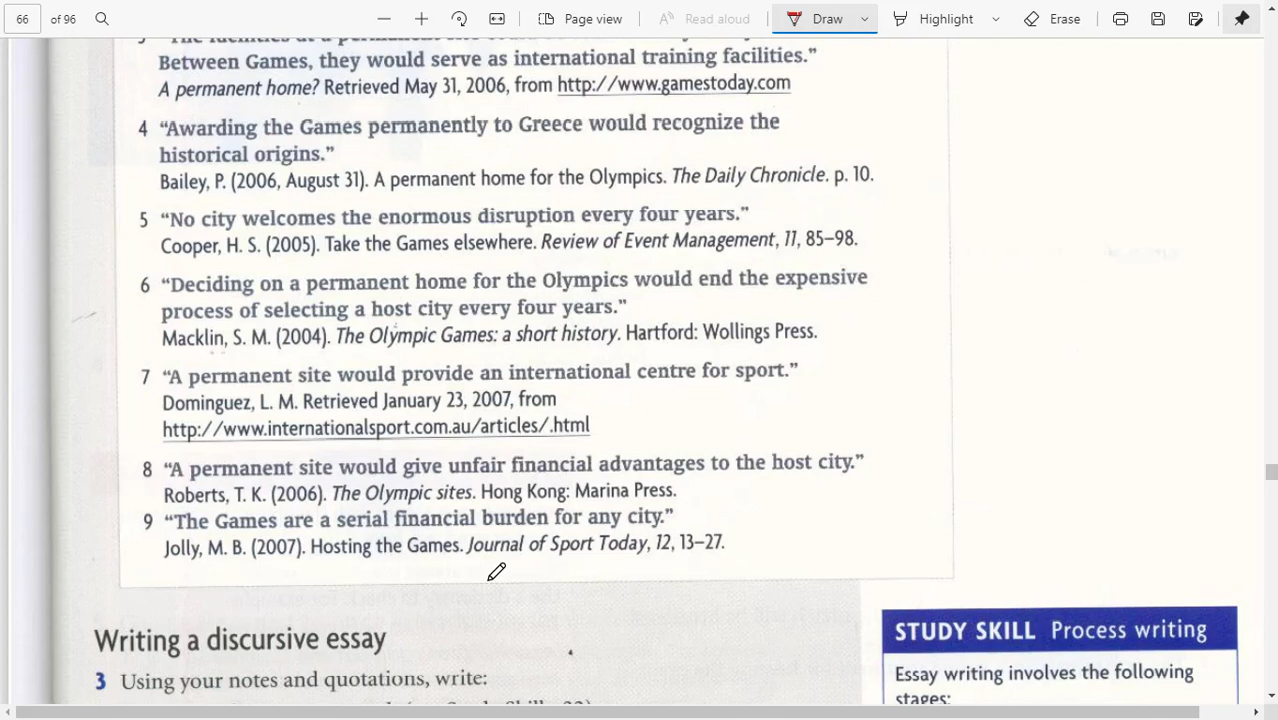 66 of 96 Page view Read aloud Draw Highlight Erase
Between Games, they would serve as international training facilities.”
A permanent home? Retrieved May 31, 2006, from http://www.gamestoday.com
4 “Awarding the Games permanently to Greece would recognize the
historical origins.”
Bailey, P. (2006, August 31). A permanent home for the Olympics. The Daily Chronicle. p. 10.
5 “No city welcomes the enormous disruption every four years.”
Cooper, H. S. (2005). Take the Games elsewhere. Review of Event Management, 11, 85–98.
6 “Deciding on a permanent home for the Olympics would end the expensive
process of selecting a host city every four years.”
Macklin, S. M. (2004). The Olympic Games: a short history. Hartford: Wollings Press.
7 “A permanent site would provide an international centre for sport.”
Dominguez, L. M. Retrieved January 23, 2007, from
http://www.internationalsport.com.au/articles/.html
8 “A permanent site would give unfair financial advantages to the host city.”
Roberts, T. K. (2006). The Olympic sites. Hong Kong: Marina Press.
9 “The Games are a serial financial burden for any city.”
Jolly, M. B. (2007). Hosting the Games. Journal of Sport Today, 12, 13–27.
Writing a discursive essay
3 Using your notes and quotations, write:
STUDY SKILL Process writing
Essay writing involves the following
stages: